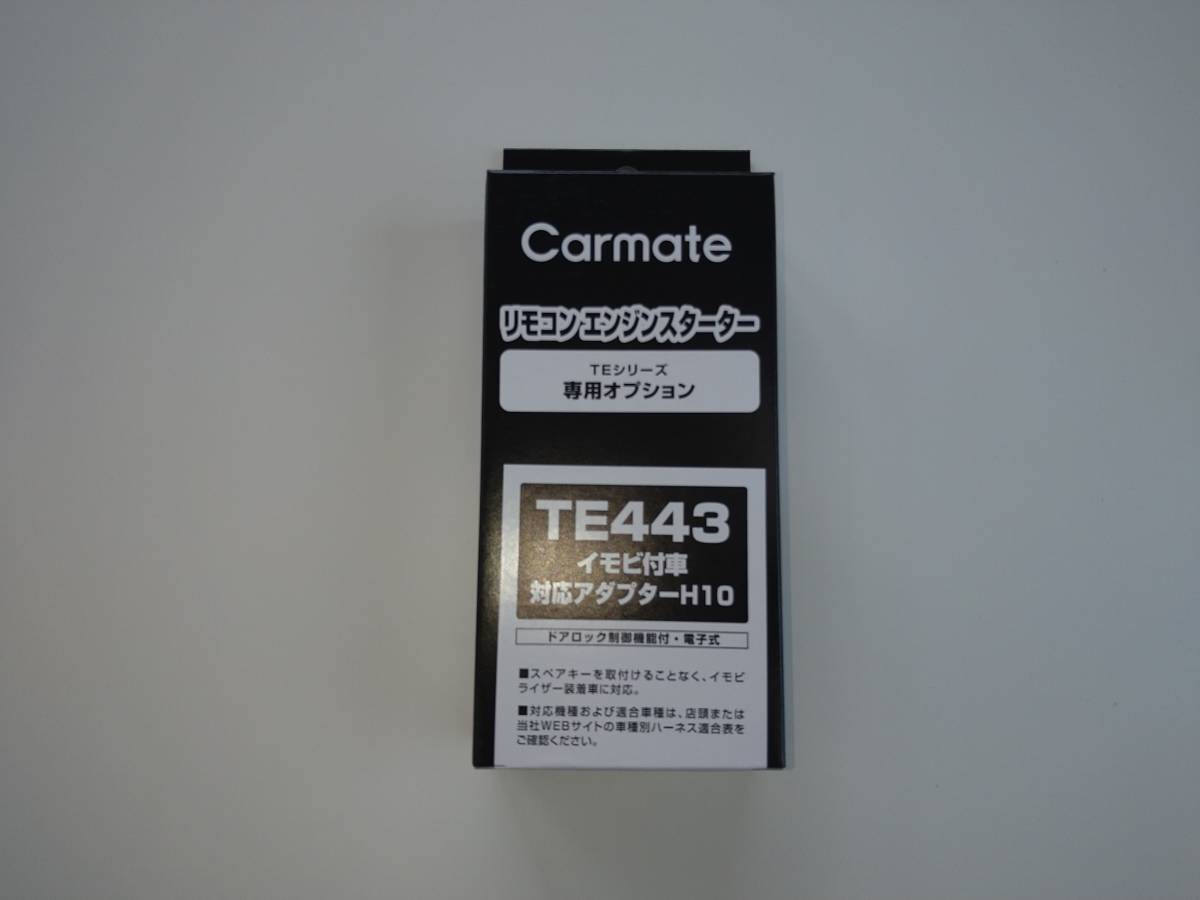 Carmate
リモコン・エンジンスターター
TEシリーズ
専用オプション
TE443
イモビ付車
対応アダプターH10
ドアロック制御機能付・電子式
■スペアキーを取付けることなく、イモビ
ライザー装着車に対応。
■対応機種および適合車種は、店頭または
当社WEBサイトの車種別ハーネス適合表を
ご確認ください。